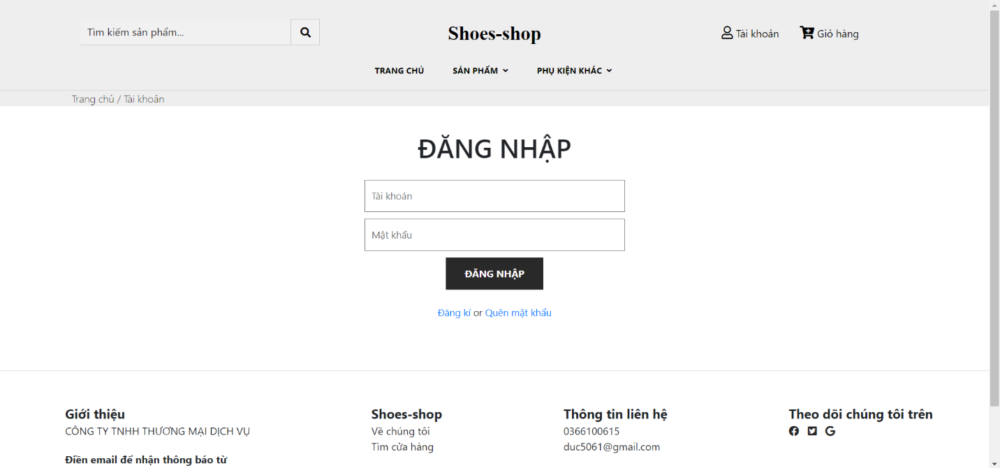 Tìm kiếm sản phẩm...
Shoes-shop
Tài khoản
Giỏ hàng
TRANG CHỦ
SẢN PHẨM
PHỤ KIỆN KHÁC
Trang chủ / Tài khoản
ĐĂNG NHẬP
Tài khoản
Mật khẩu
ĐĂNG NHẬP
Đăng kí or Quên mật khẩu
Giới thiệu
CÔNG TY TNHH THƯƠNG MẠI DỊCH VỤ
Điền email để nhận thông báo từ
Shoes-shop
Về chúng tôi
Tìm cửa hàng
Thông tin liên hệ
0366100615
duc5061@gmail.com
Theo dõi chúng tôi trên